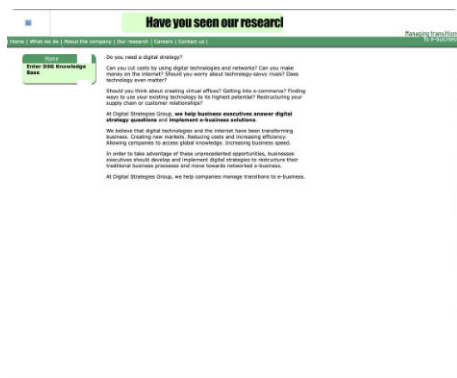 Have you seen our researcl
Managing transition
To e-busines
Home | What we do | About the company | Our research | Careers | Contact us |
Enter DSG Knowledge
Base
Do you need a digital strategy?
Can you cut costs by using digital technologies and networks? Can you make
money on the internet? Should you worry about technology-savvy rivals? Does
technology even matter?
Should you think about creating virtual offices? Getting into e-commerce? Finding
ways to use your existing technology to its highest potential? Restructuring your
supply chain or customer relationships?
At Digital Strategies Group, we help business executives answer digital
strategy questions and implement e-business solutions.
We believe that digital technologies and the internet have been transforming
business. Creating new markets. Reducing costs and increasing efficiency.
Allowing companies to access global knowledge. Increasing business speed.
In order to take advantage of these unprecedented opportunities, businesses
executives should develop and implement digital strategies to restructure their
traditional business processes and move towards networked e-business.
At Digital Strategies Group, we help companies manage transitions to e-business.